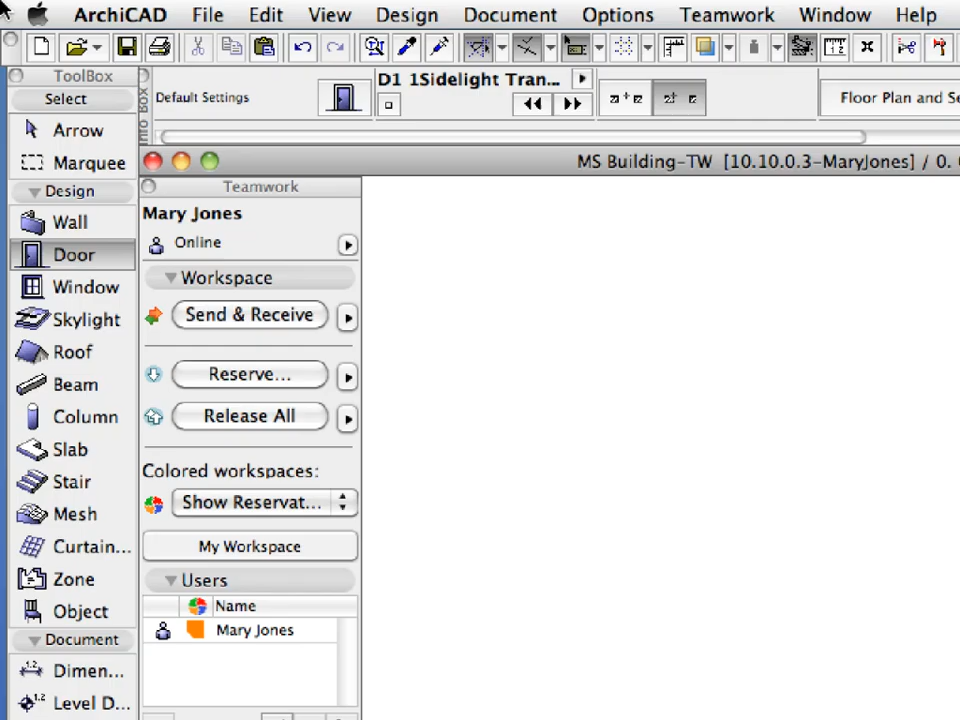 ArchiCAD File Edit View Design Document Options Teamwork Window Help
ToolBox
Select
Arrow
Marquee
Design
Wall
Door
Window
Skylight
Roof
Beam
Column
Slab
Stair
Mesh
Curtain...
Zone
Object
Document
Dimen...
Level D...
Info Box
Default Settings
D1 1Sidelight Tran...
Floor Plan and Se
MS Building-TW [10.10.0.3-MaryJones] / 0.
Teamwork
Mary Jones
Online
Workspace
Send & Receive
Reserve...
Release All
Colored workspaces:
Show Reservat...
My Workspace
Users
Name
Mary Jones